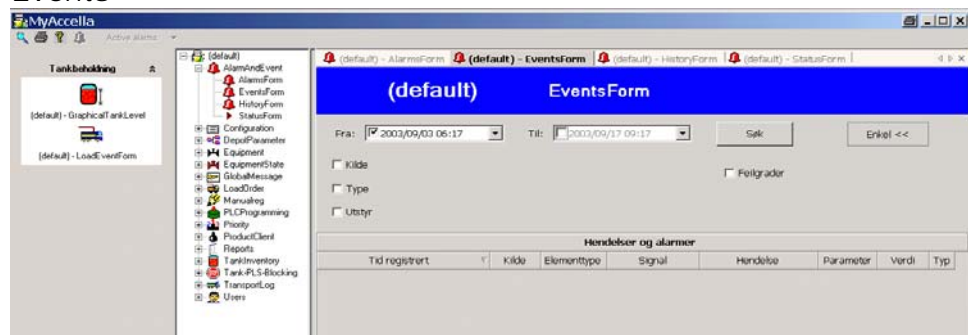 Events
MyAccella
Active alarms
Tankbeholdning
(default) - GraphicalTankLevel
(default) - LoadEventForm
(default)
AlarmAndEvent
AlarmsForm
EventsForm
HistoryForm
StatusForm
Configuration
DepotParameter
Equipment
EquipmentState
GlobalMessage
LoadOrder
Manualreg
PLCProgramming
Priority
ProductClient
Reports
TankInventory
Tank-PLS-Blocking
TransportLog
Users
(default) - AlarmsForm (default) - EventsForm (default) - HistoryForm (default) - StatusForm
(default) EventsForm
Fra: 2003/09/03 06:17 Til: 2003/09/17 09:17 Søk Enkel <<
Kilde
Feilgrader
Type
Utstyr
Hendelser og alarmer
Tid registrert Kilde Elementtype Signal Hendelse Parameter Verdi Typ